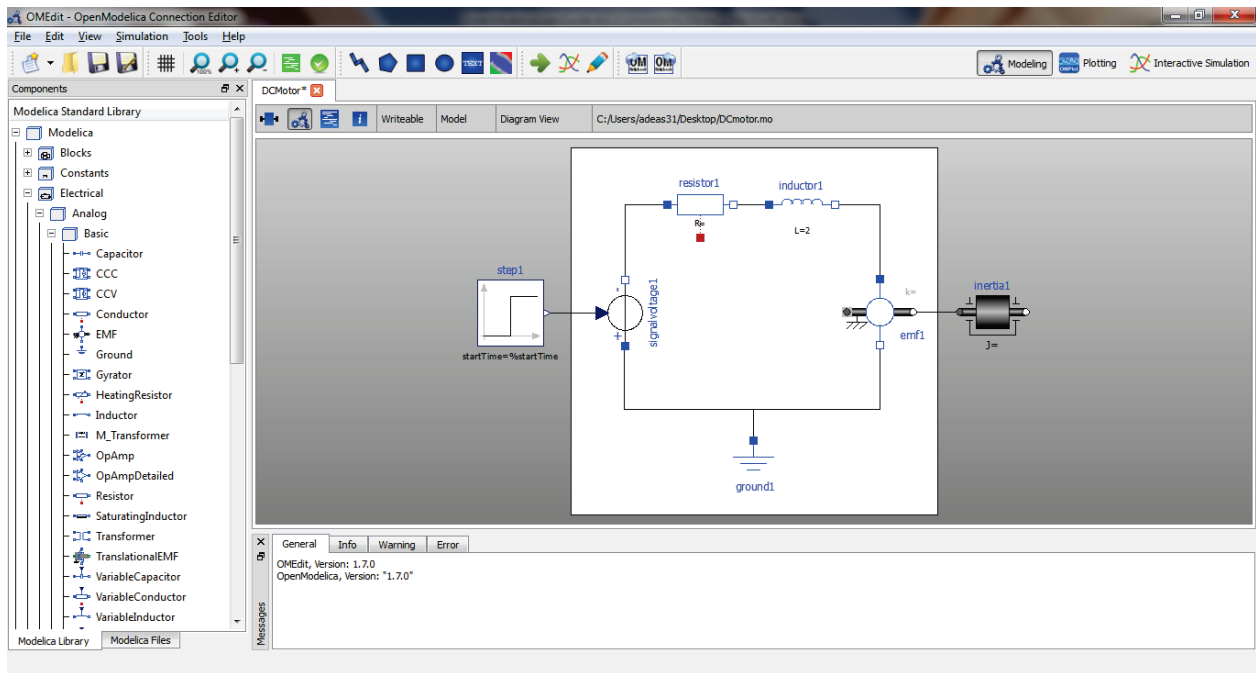 OMEdit - OpenModelica Connection Editor
File Edit View Simulation Tools Help
100% TEXT OM OM Modeling Plotting Interactive Simulation
Components
DCMotor*
Modelica Standard Library
Writeable Model Diagram View C:/Users/adeas31/Desktop/DCmotor.mo
Modelica
Blocks
Constants
Electrical
Analog
Basic
Capacitor
CCC
CCV
Conductor
EMF
Ground
Gyrator
HeatingResistor
Inductor
M_Transformer
OpAmp
OpAmpDetailed
Resistor
SaturatingInductor
Transformer
TranslationalEMF
VariableCapacitor
VariableConductor
VariableInductor
Modelica Library Modelica Files
resistor1
R=
inductor1
L=2
step1
startTime=%startTime
-
+
signalvoltage1
k=
emf1
inertia1
J=
ground1
General Info Warning Error
OMEdit, Version: 1.7.0
OpenModelica, Version: "1.7.0"
Messages